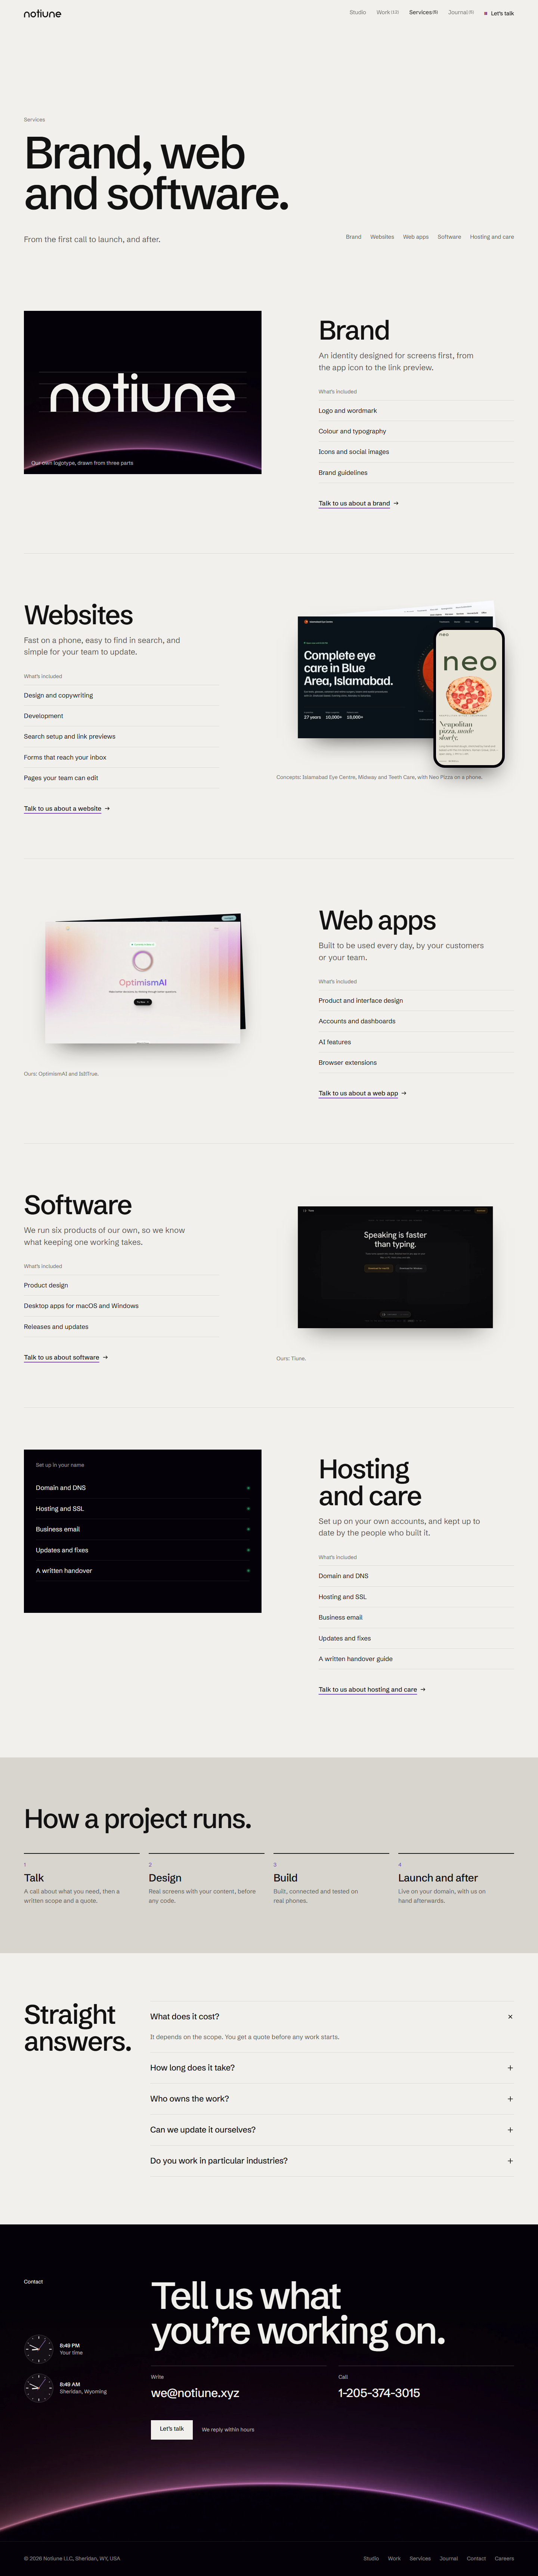 notiune
Studio
Work
Services
Journal
Let's talk
Services
Brand, web
and software.
From the first call to launch, and after.
Brand
Websites
Web apps
Software
Hosting and care
notiune
Our own logotype, drawn from three parts
Brand
An identity designed for screens first, from
the app icon to the link preview.
What's included
Logo and wordmark
Colour and typography
Icons and social images
Brand guidelines
Talk to us about a brand →
Websites
Fast on a phone, easy to find in search, and
simple for your team to update.
What's included
Design and copywriting
Development
Search setup and link previews
Forms that reach your inbox
Pages your team can edit
Talk to us about a website →
Complete eye
care in Blue
Area, Islamabad.
27 years
10,000+
18,000+
neo
neo
Neapolitan
pizza, made
slowly.
Concepts: Islamabad Eye Centre, Midway and Teeth Care, with Neo Pizza on a phone.
OptimismAI
Ours: OptimismAI and bdiTrue.
Web apps
Built to be used every day, by your customers
or your team.
What's included
Product and interface design
Accounts and dashboards
AI features
Browser extensions
Talk to us about a web app →
Software
We run six products of our own, so we know
what keeping one working takes.
What's included
Product design
Desktop apps for macOS and Windows
Releases and updates
Talk to us about software →
Speaking is faster
than typing.
Ours: Tiune.
Set up in your name
Domain and DNS
Hosting and SSL
Business email
Updates and fixes
A written handover
Hosting
and care
Set up on your own accounts, and kept up to
date by the people who built it.
What's included
Domain and DNS
Hosting and SSL
Business email
Updates and fixes
A written handover guide
Talk to us about hosting and care →
How a project runs.
1
Talk
A call about what you need, then a
written scope and a quote.
2
Design
Real screens with your content, before
any code.
3
Build
Built, connected and tested on
real phones.
4
Launch and after
Live on your domain, with us on
hand afterwards.
Straight
answers.
What does it cost?
It depends on the scope. You get a quote before any work starts.
How long does it take?
Who owns the work?
Can we update it ourselves?
Do you work in particular industries?
Contact
8:49 PM
Your time
8:49 AM
Sheridan, Wyoming
Tell us what
you're working on.
Write
we@notiune.xyz
Call
1-205-374-3015
Let's talk
We reply within hours
© 2026 Notiune LLC, Sheridan, WY, USA
Studio
Work
Services
Journal
Contact
Careers